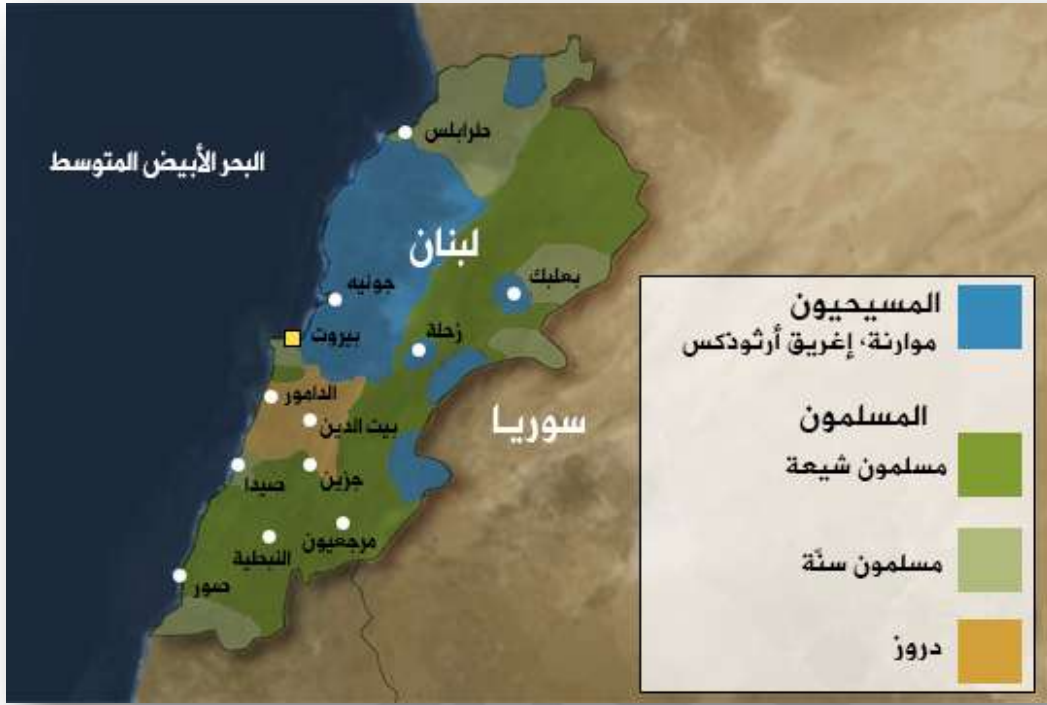 طرابلس
البحر الأبيض المتوسط
لبنان
بعلبك
جونيه
زحلة
بيروت
الدامور
بيت الدين
سوريا
صيدا
جزين
مرجعيون
النبطية
صور
المسيحيون
موارنة، إغريق أرثوذكس
المسلمون
مسلمون شيعة
مسلمون سنّة
دروز